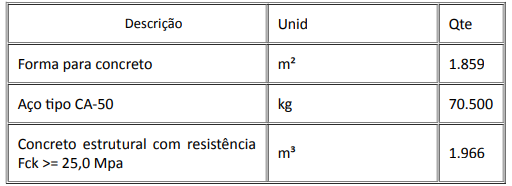 Descrição Unid Qte
Forma para concreto m² 1.859
Aço tipo CA-50 kg 70.500
Concreto estrutural com resistência
Fck >= 25,0 Mpa m³ 1.966